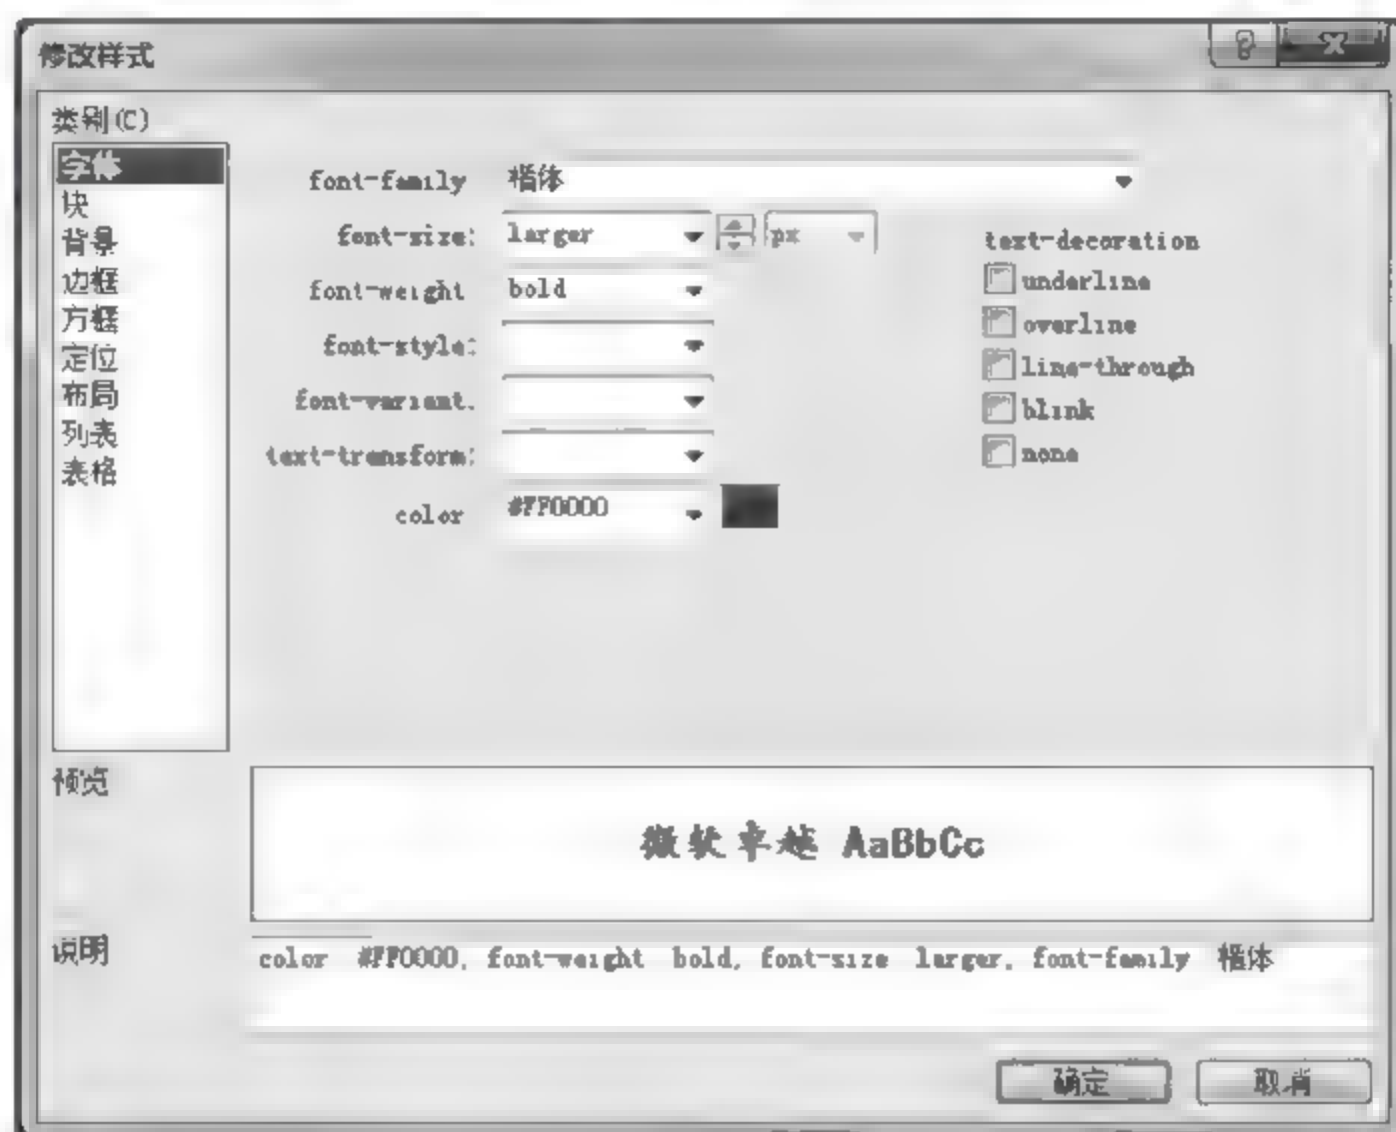 修改样式
类别(C)
字体
块
背景
边框
方框
定位
布局
列表
表格
font-family 楷体
font-size: larger px
font-weight bold
font-style:
font-variant.
text-transform:
color #FF0000
text-decoration
underline
overline
line-through
blink
none
预览
微软卓越 AaBbCc
说明
color #FF0000, font-weight bold, font-size larger, font-family 楷体
确定
取消